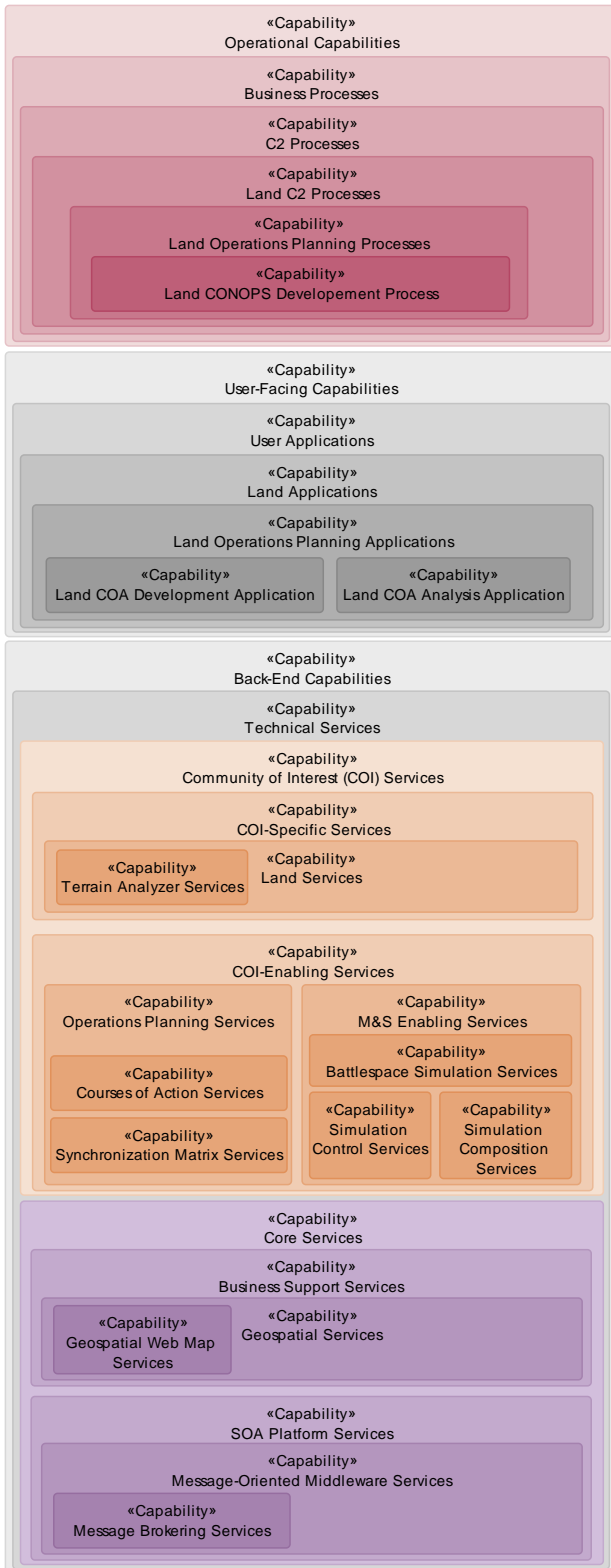 «Capability»
Operational Capabilities
«Capability»
Business Processes
«Capability»
C2 Processes
«Capability»
Land C2 Processes
«Capability»
Land Operations Planning Processes
«Capability»
Land CONOPS Developement Process
«Capability»
User-Facing Capabilities
«Capability»
User Applications
«Capability»
Land Applications
«Capability»
Land Operations Planning Applications
«Capability»
Land COA Development Application
«Capability»
Land COA Analysis Application
«Capability»
Back-End Capabilities
«Capability»
Technical Services
«Capability»
Community of Interest (COI) Services
«Capability»
COI-Specific Services
«Capability»
Land Services
«Capability»
Terrain Analyzer Services
«Capability»
COI-Enabling Services
«Capability»
Operations Planning Services
«Capability»
Courses of Action Services
«Capability»
Synchronization Matrix Services
«Capability»
M&S Enabling Services
«Capability»
Battlespace Simulation Services
«Capability»
Simulation
Control Services
«Capability»
Simulation
Composition
Services
«Capability»
Core Services
«Capability»
Business Support Services
«Capability»
Geospatial Services
«Capability»
Geospatial Web Map
Services
«Capability»
SOA Platform Services
«Capability»
Message-Oriented Middleware Services
«Capability»
Message Brokering Services